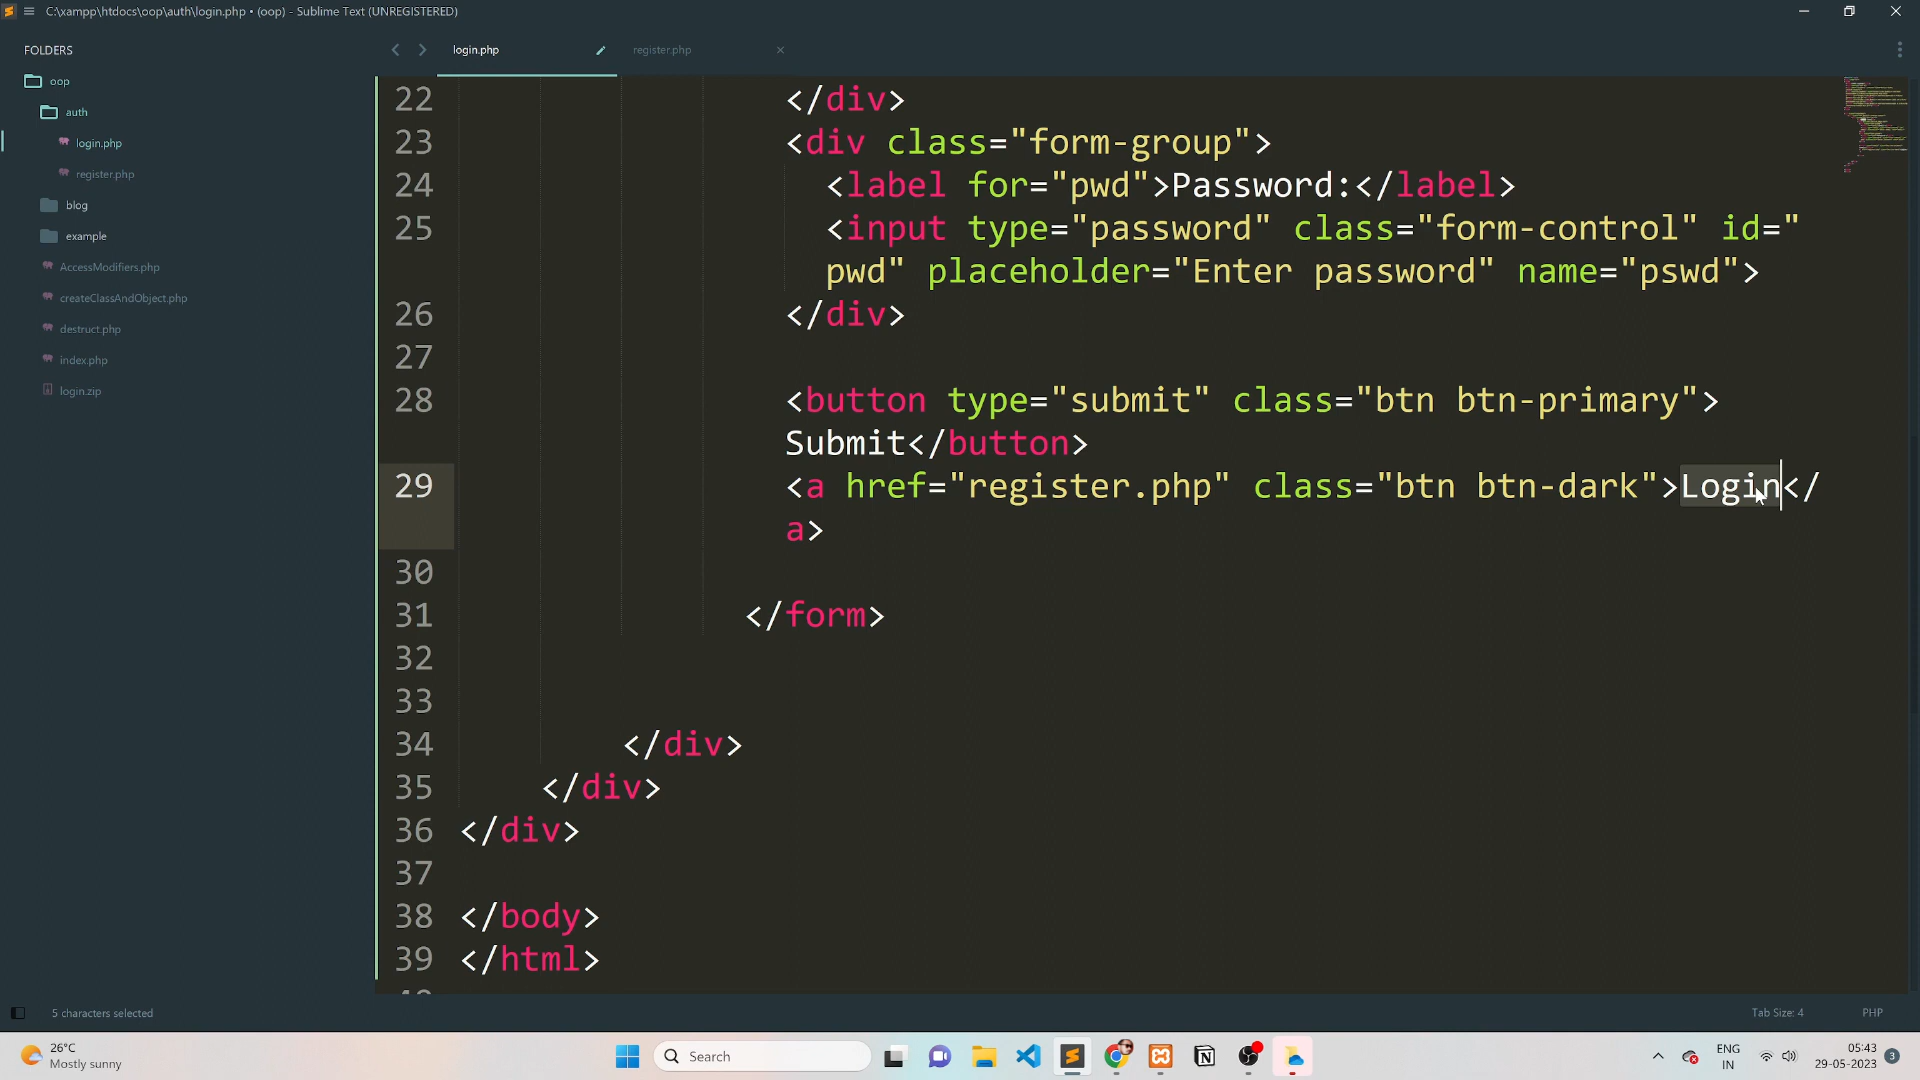 C:\xampp\htdocs\oop\auth\login.php • (oop) - Sublime Text (UNREGISTERED)
FOLDERS
oop
auth
login.php
register.php
blog
example
AccessModifiers.php
createClassAndObject.php
destruct.php
index.php
login.zip
login.php
register.php
22 </div>
23 <div class="form-group">
24 <label for="pwd">Password:</label>
25 <input type="password" class="form-control" id="
pwd" placeholder="Enter password" name="pswd">
26 </div>
27
28 <button type="submit" class="btn btn-primary">
Submit</button>
29 <a href="register.php" class="btn btn-dark">Login</
a>
30
31 </form>
32
33
34 </div>
35 </div>
36 </div>
37
38 </body>
39 </html>
5 characters selected
Tab Size: 4
PHP
26°C
Mostly sunny
Search
ENG
IN
05:43
29-05-2023
3